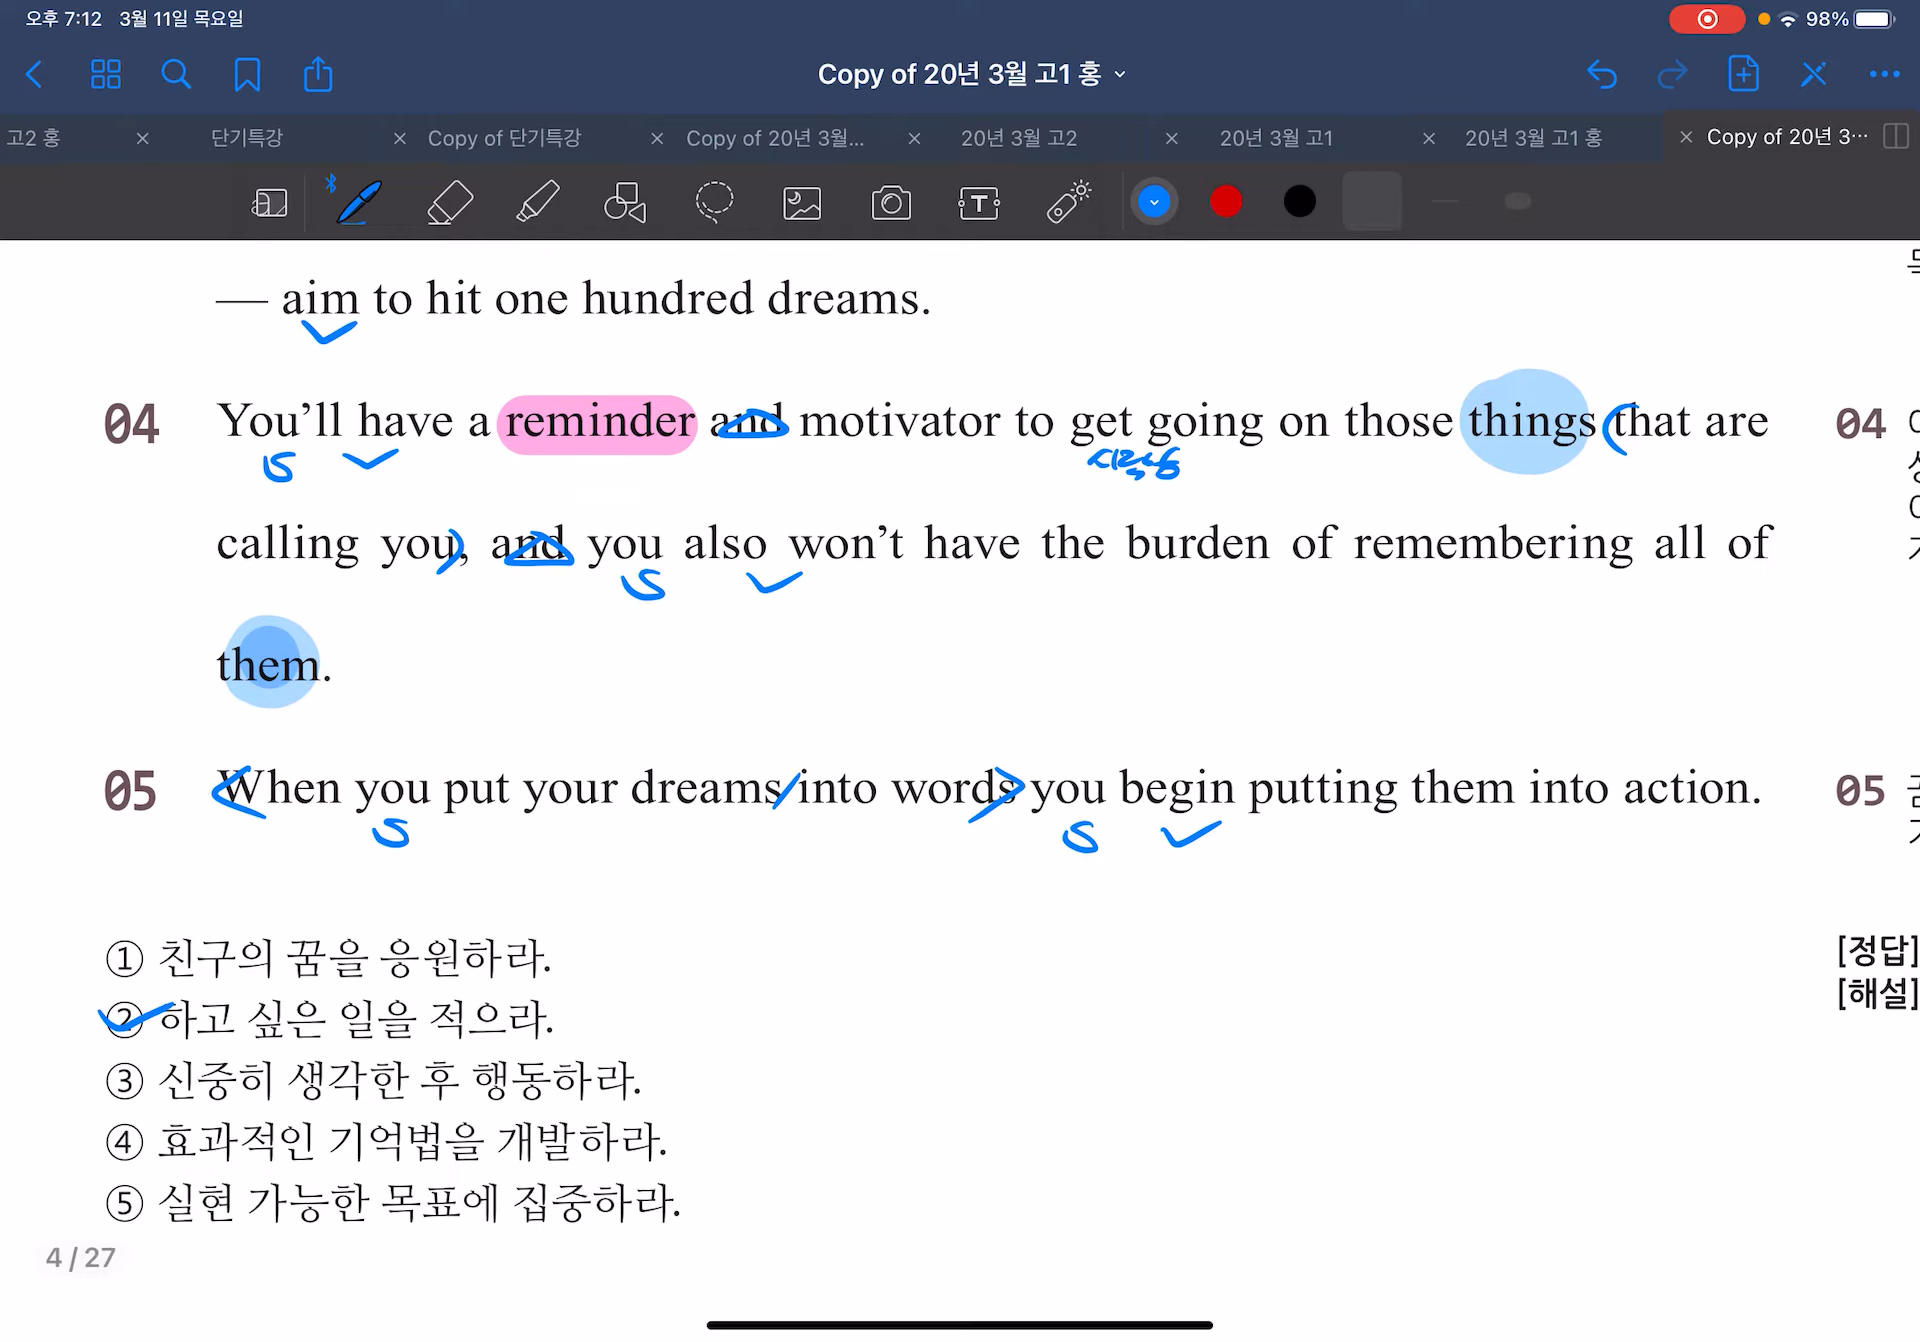 오후 7:12 3월 11일 목요일 98%
Copy of 20년 3월 고1 홍
고2 홍 단기특강 Copy of 단기특강 Copy of 20년 3월... 20년 3월 고2 20년 3월 고1 20년 3월 고1 홍 Copy of 20년 3...
— aim to hit one hundred dreams.
04 You'll have a reminder and motivator to get going on those things that are 04
S S
calling you, and you also won't have the burden of remembering all of
S
them.
05 When you put your dreams into words you begin putting them into action. 05
S S
① 친구의 꿈을 응원하라. [정답]
② 하고 싶은 일을 적으라. [해설]
③ 신중히 생각한 후 행동하라.
④ 효과적인 기억법을 개발하라.
⑤ 실현 가능한 목표에 집중하라.
4 / 27